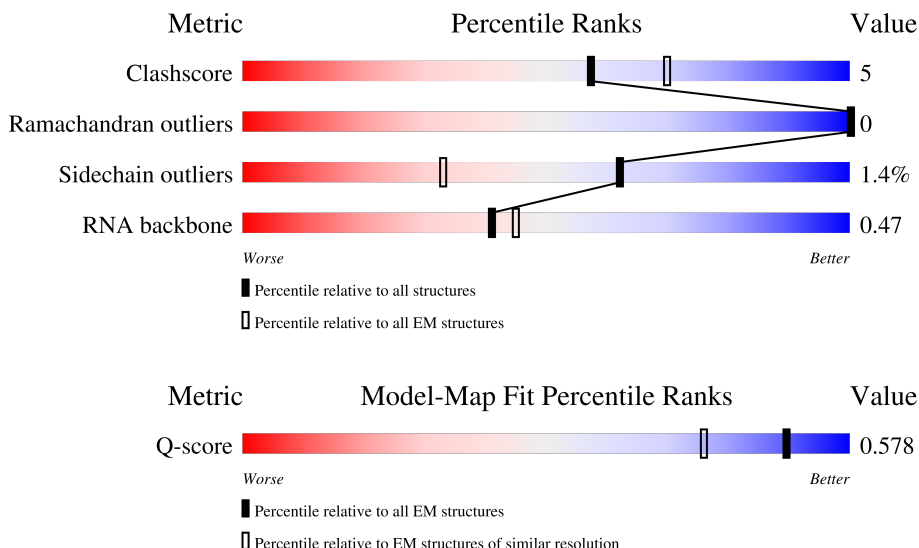 Metric Percentile Ranks Value
Clashscore 5
Ramachandran outliers 0
Sidechain outliers 1.4%
RNA backbone 0.47
Worse Better
Percentile relative to all structures
Percentile relative to all EM structures
Metric Model-Map Fit Percentile Ranks Value
Q-score 0.578
Worse Better
Percentile relative to all EM structures
Percentile relative to EM structures of similar resolution